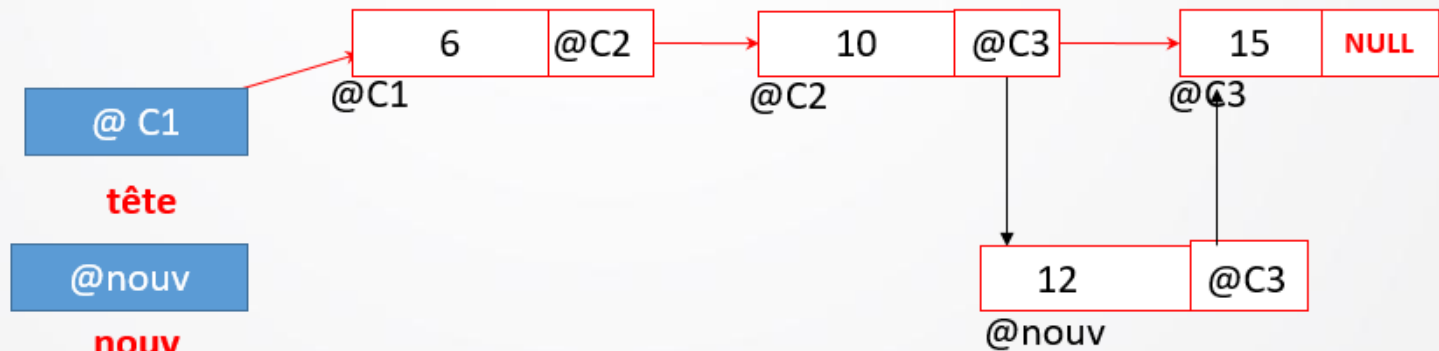 6 @C2
10 @C3
15 NULL
@C1
@C2
@C3
@ C1
tête
@nouv
12 @C3
@nouv
nouv